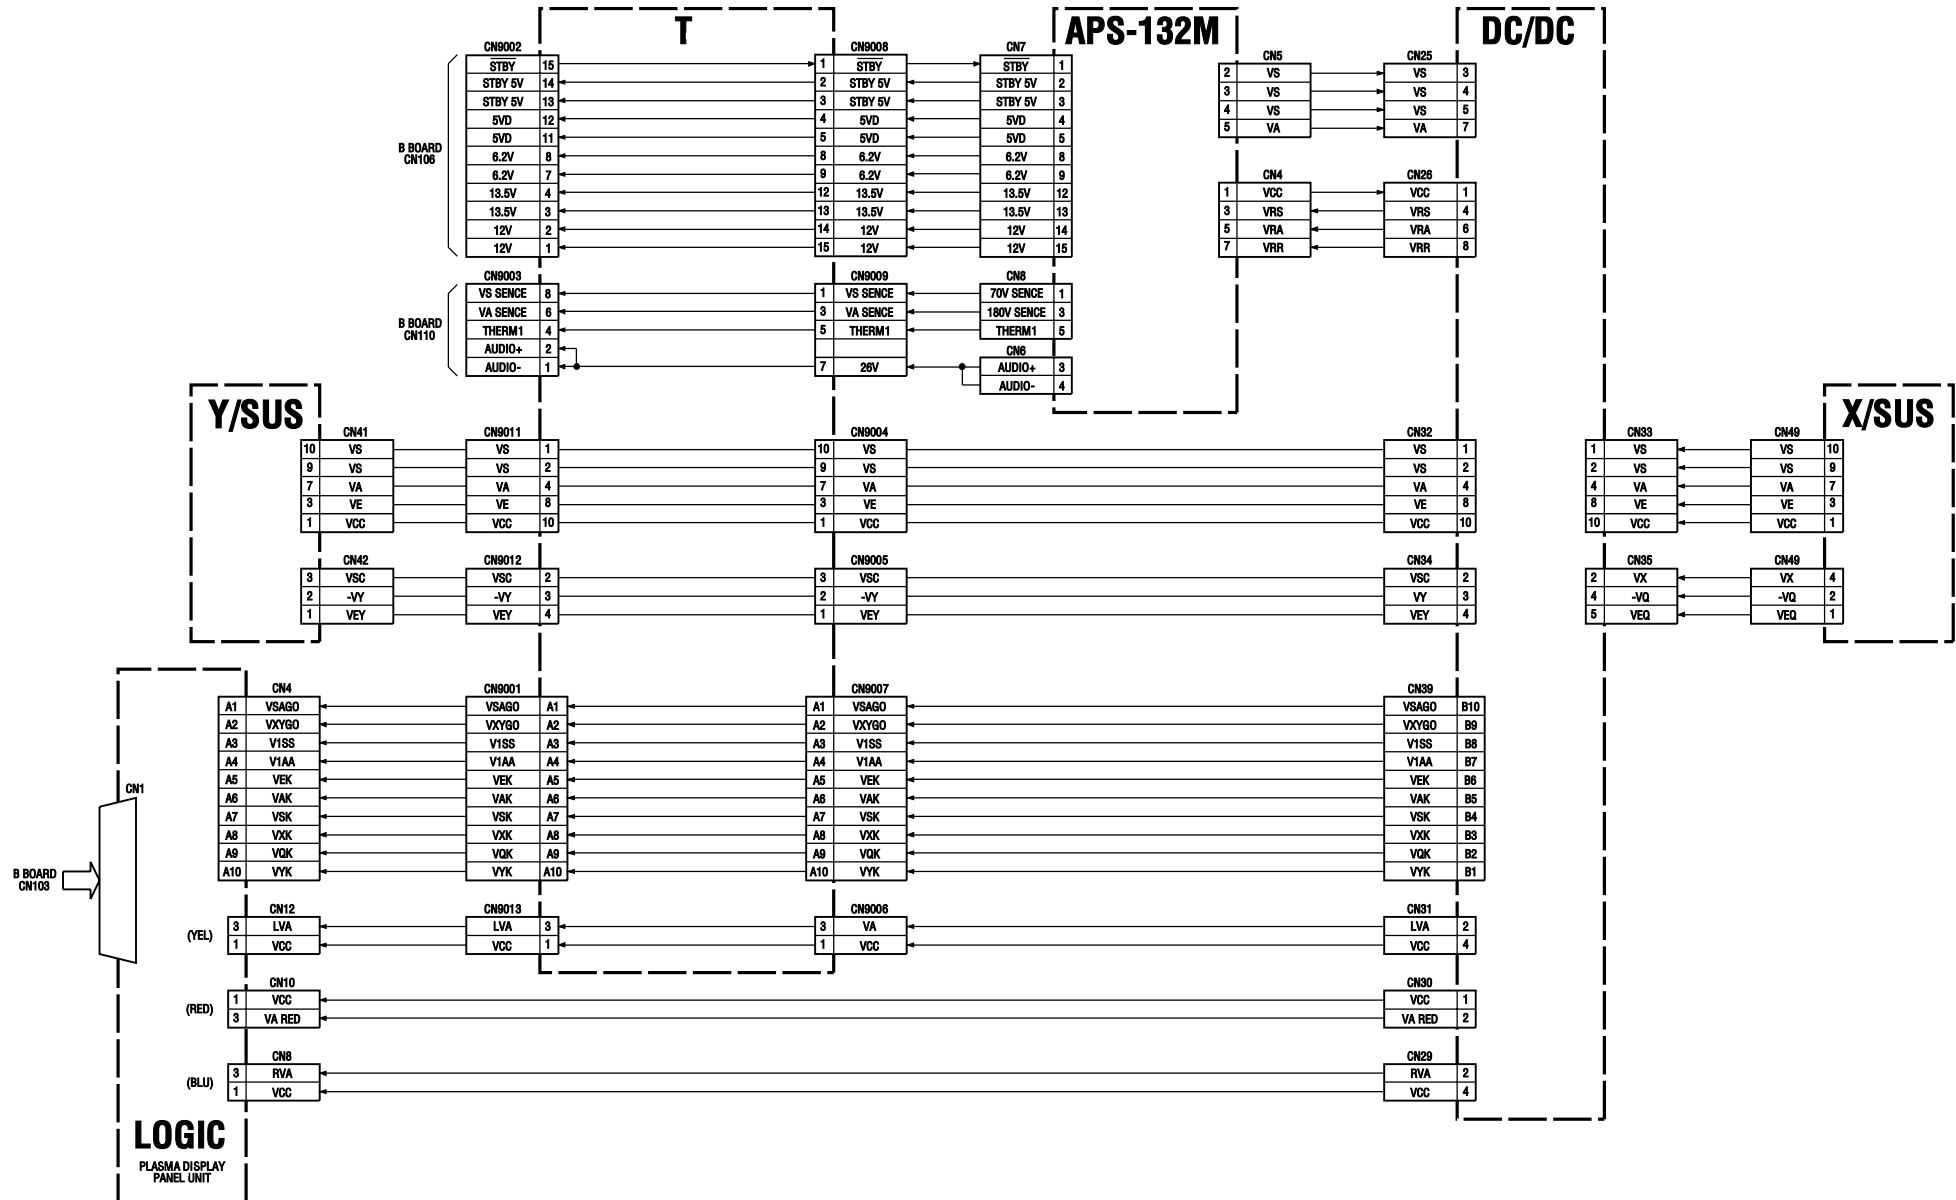 T
APS-132M
DC/DC
CN9002
STBY 15
STBY 5V 14
STBY 5V 13
5VD 12
5VD 11
6.2V 8
6.2V 7
13.5V 4
13.5V 3
12V 2
12V 1
B BOARD
CN106
CN9008
1 STBY
2 STBY 5V
3 STBY 5V
4 5VD
5 5VD
8 6.2V
9 6.2V
12 13.5V
13 13.5V
14 12V
15 12V
CN7
STBY 1
STBY 5V 2
STBY 5V 3
5VD 4
5VD 5
6.2V 8
6.2V 9
13.5V 12
13.5V 13
12V 14
12V 15
CN5
2 VS
3 VS
4 VS
5 VA
CN25
VS 3
VS 4
VS 5
VA 7
CN4
1 VCC
3 VRS
5 VRA
7 VRR
CN26
VCC 1
VRS 4
VRA 6
VRR 8
CN9003
VS SENCE 8
VA SENCE 6
THERM1 4
AUDIO+ 2
AUDIO- 1
B BOARD
CN110
CN9009
1 VS SENCE
3 VA SENCE
5 THERM1
7 26V
CN8
70V SENCE 1
180V SENCE 3
THERM1 5
CN6
AUDIO+ 3
AUDIO- 4
Y/SUS
X/SUS
CN41
10 VS
9 VS
7 VA
3 VE
1 VCC
CN9011
VS 1
VS 2
VA 4
VE 8
VCC 10
CN9004
10 VS
9 VS
7 VA
3 VE
1 VCC
CN32
VS 1
VS 2
VA 4
VE 8
VCC 10
CN33
1 VS
2 VS
4 VA
8 VE
10 VCC
CN49
VS 10
VS 9
VA 7
VE 3
VCC 1
CN42
3 VSC
2 -VY
1 VEY
CN9012
VSC 2
-VY 3
VEY 4
CN9005
3 VSC
2 -VY
1 VEY
CN34
VSC 2
VY 3
VEY 4
CN35
2 VX
4 -VQ
5 VEQ
CN49
VX 4
-VQ 2
VEQ 1
CN4
A1 VSAGO
A2 VXYGO
A3 V1SS
A4 V1AA
A5 VEK
A6 VAK
A7 VSK
A8 VXK
A9 VQK
A10 VYK
CN9001
VSAGO A1
VXYGO A2
V1SS A3
V1AA A4
VEK A5
VAK A6
VSK A7
VXK A8
VQK A9
VYK A10
CN9007
A1 VSAGO
A2 VXYGO
A3 V1SS
A4 V1AA
A5 VEK
A6 VAK
A7 VSK
A8 VXK
A9 VQK
A10 VYK
CN39
VSAGO B10
VXYGO B9
V1SS B8
V1AA B7
VEK B6
VAK B5
VSK B4
VXK B3
VQK B2
VYK B1
CN1
B BOARD
CN103
(YEL)
CN12
3 LVA
1 VCC
CN9013
LVA 3
VCC 1
CN9006
3 VA
1 VCC
CN31
LVA 2
VCC 4
(RED)
CN10
1 VCC
3 VA RED
CN30
VCC 1
VA RED 2
(BLU)
CN8
3 RVA
1 VCC
CN29
RVA 2
VCC 4
LOGIC
PLASMA DISPLAY
PANEL UNIT